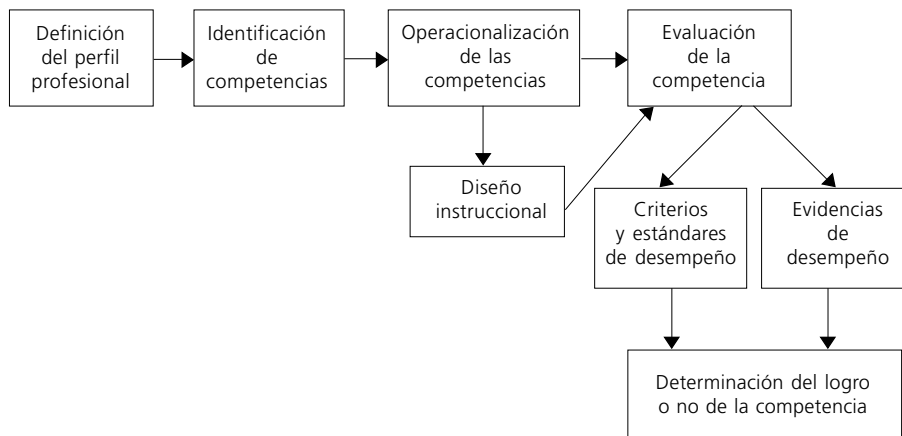 Definición
del perfil
profesional
Identificación
de
competencias
Operacionalización
de las
competencias
Evaluación
de la
competencia
Diseño
instruccional
Criterios
y estándares
de desempeño
Evidencias
de
desempeño
Determinación del logro
o no de la competencia